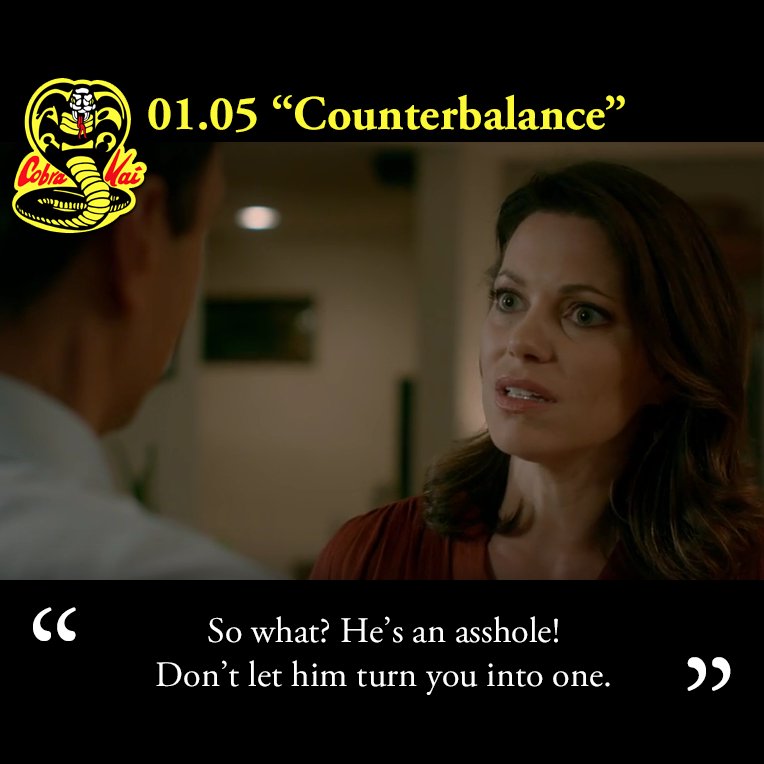 01.05 “Counterbalance”
Cobra Kai
“
So what? He’s an asshole!
Don’t let him turn you into one.
”